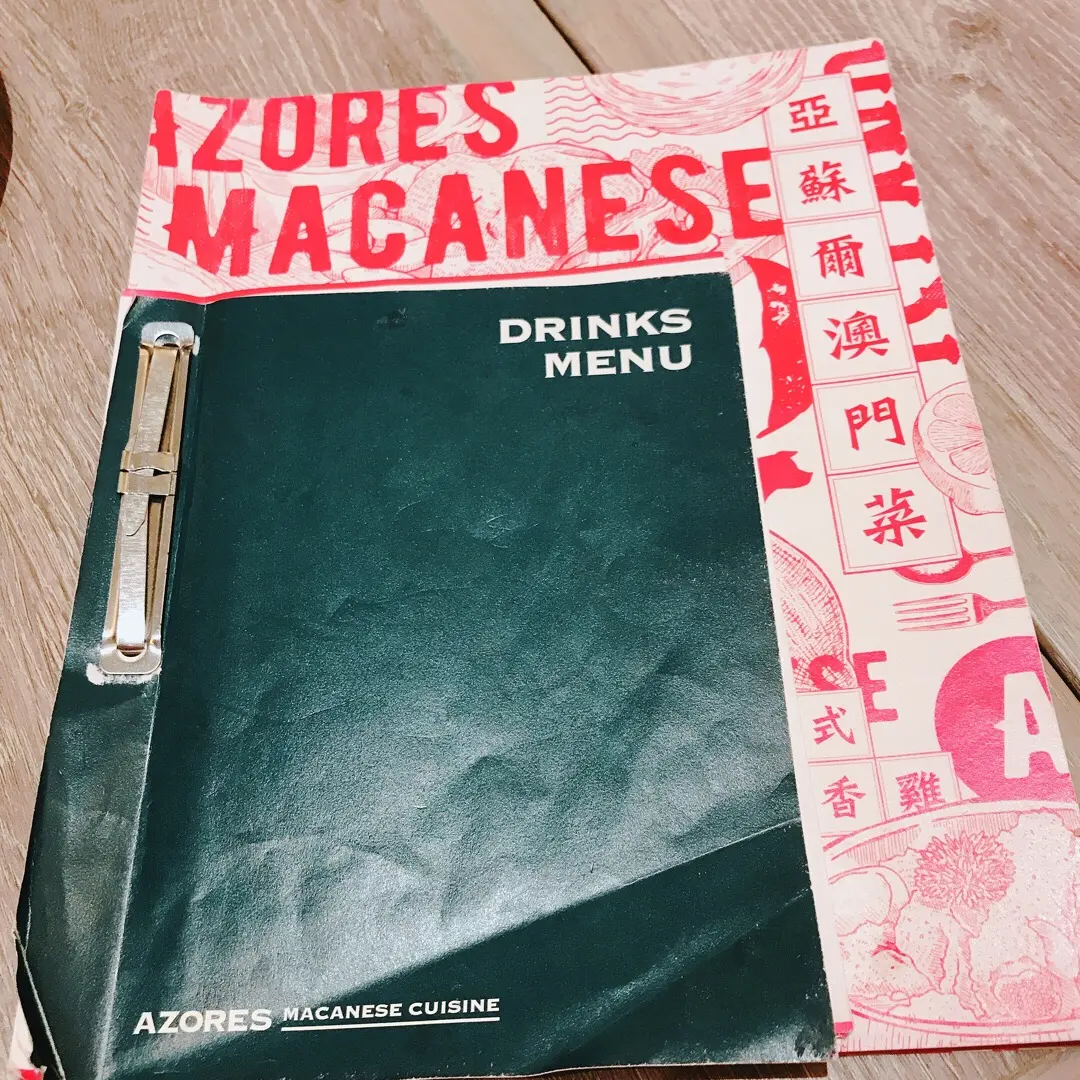 AZORES
MACANESE
亞蘇爾澳門菜
DRINKS
MENU
式
香雞
A
AZORES MACANESE CUISINE